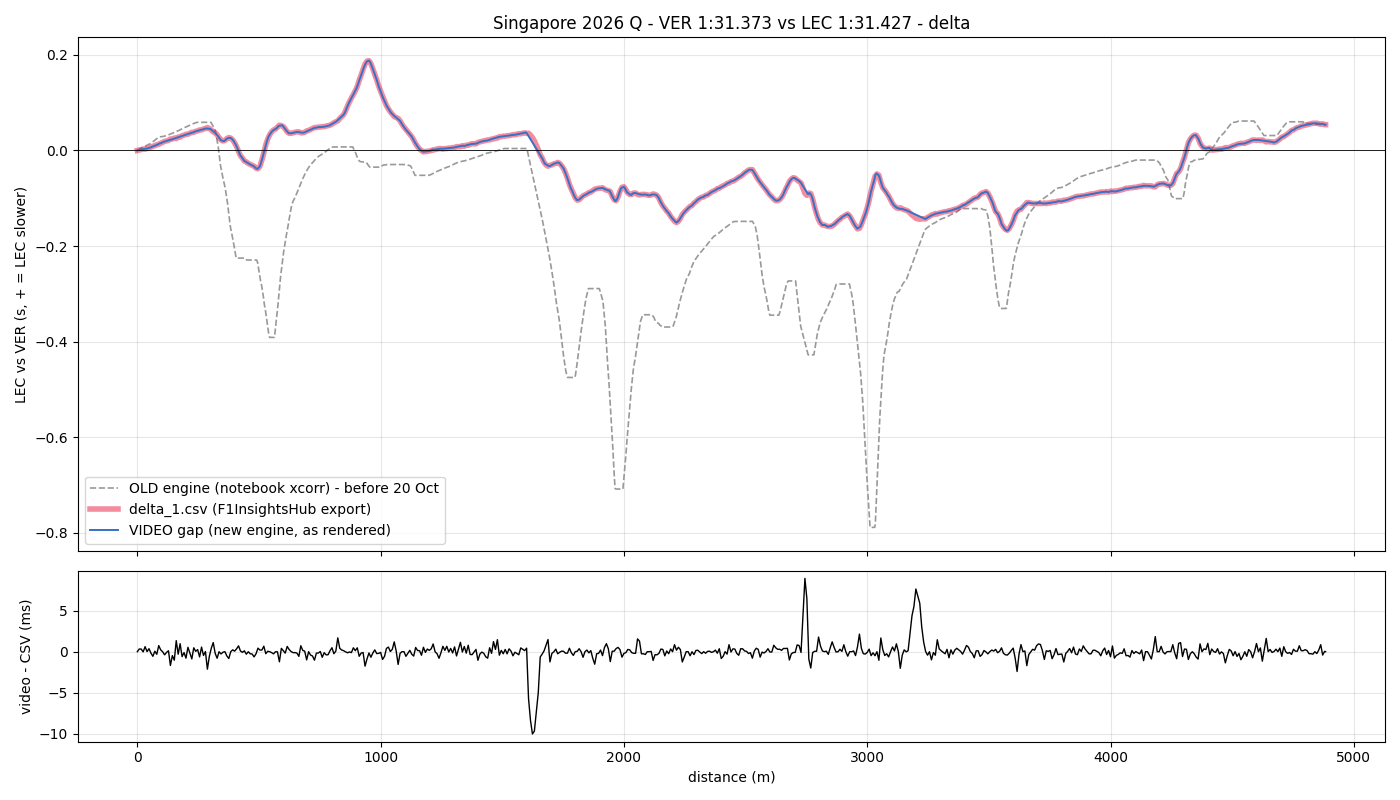 Singapore 2026 Q - VER 1:31.373 vs LEC 1:31.427 - delta
LEC vs VER (s, + = LEC slower)
0.2
0.0
−0.2
−0.4
−0.6
−0.8
OLD engine (notebook xcorr) - before 20 Oct
delta_1.csv (F1InsightsHub export)
VIDEO gap (new engine, as rendered)
video - CSV (ms)
5
0
−5
−10
0 1000 2000 3000 4000 5000
distance (m)